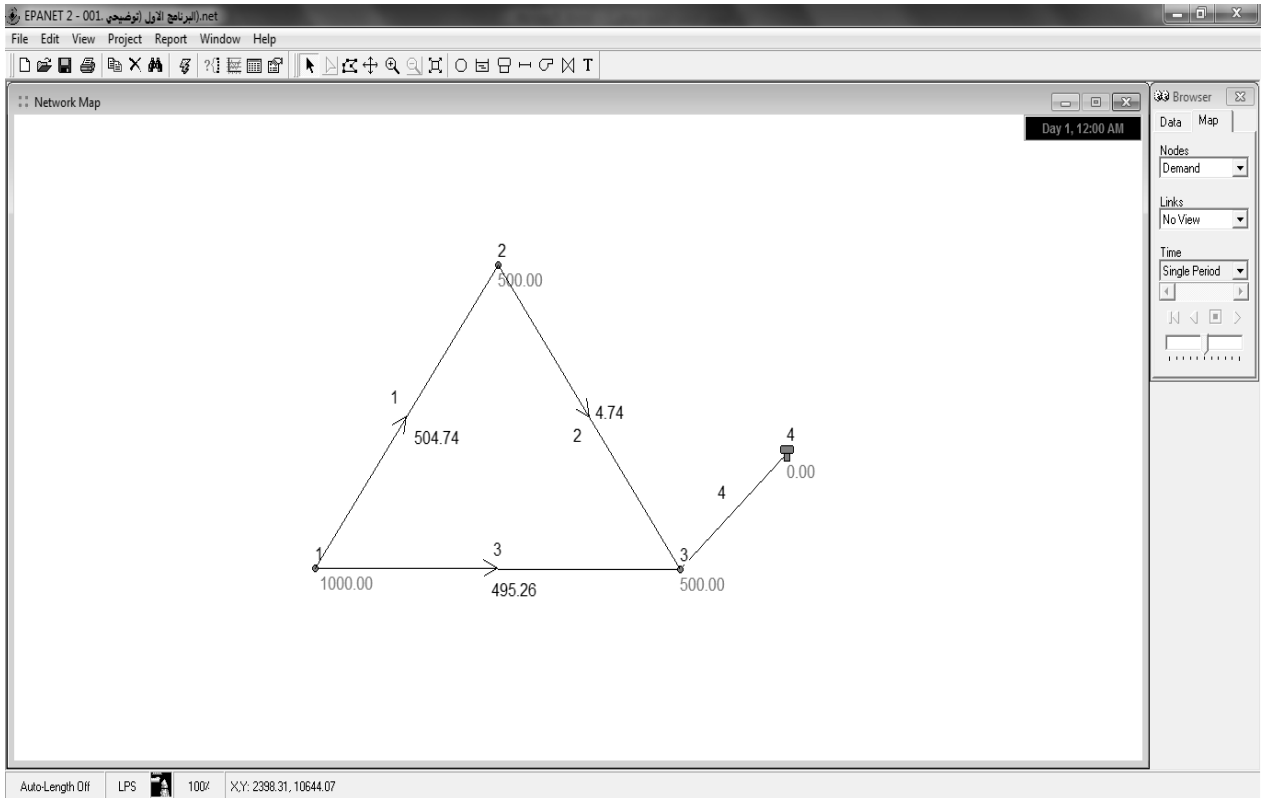 EPANET 2 - 001. البرنامج الاول (توضيحي).net
File Edit View Project Report Window Help
T
Network Map
Day 1, 12:00 AM
Browser
Data Map
Nodes
Demand
Links
No View
Time
Single Period
2
500.00
1
504.74
4.74
2
4
0.00
4
1
1000.00
3
495.26
3
500.00
Auto-Length Off LPS 100% X,Y: 2398.31, 10644.07